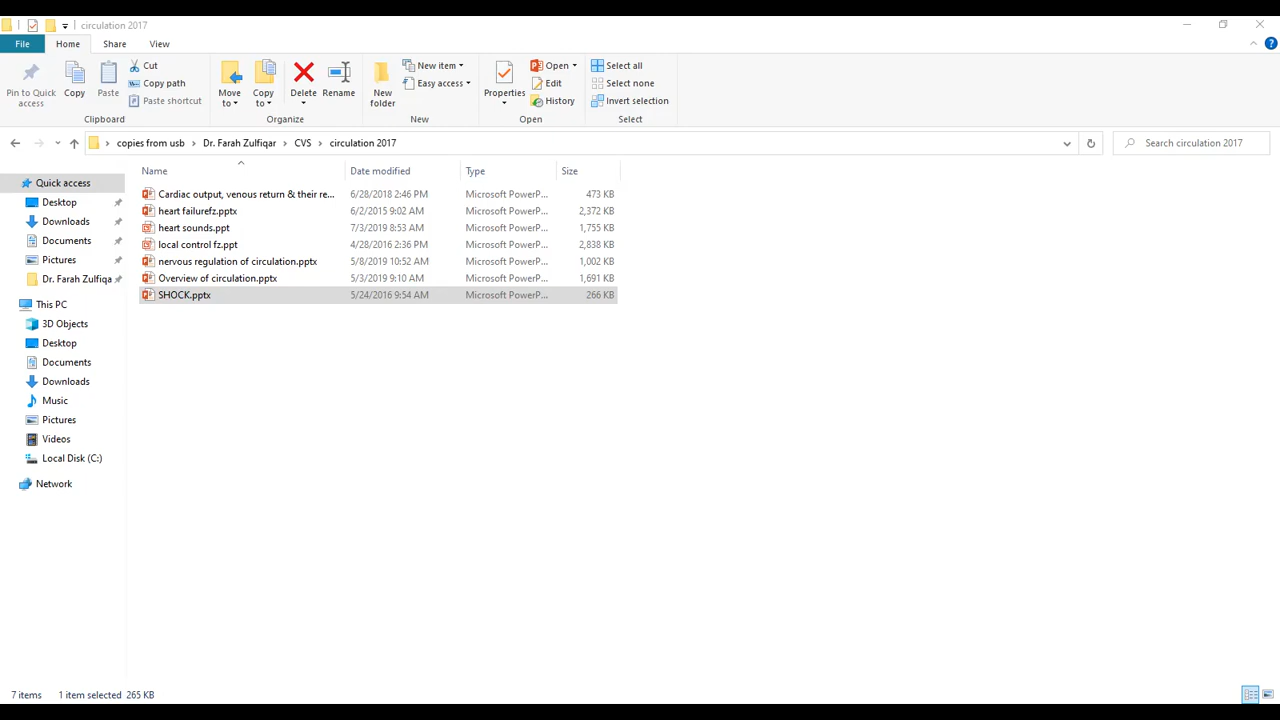 circulation 2017
File Home Share View
Pin to Quick access
Copy
Paste
Cut
Copy path
Paste shortcut
Clipboard
Move to
Copy to
Delete
Rename
Organize
New folder
New item
Easy access
New
Properties
Open
Edit
History
Open
Select all
Select none
Invert selection
Select
copies from usb Dr. Farah Zulfiqar CVS circulation 2017
Search circulation 2017
Name Date modified Type Size
Cardiac output, venous return & their re... 6/28/2018 2:46 PM Microsoft PowerP... 473 KB
heart failurefz.pptx 6/2/2015 9:02 AM Microsoft PowerP... 2,372 KB
heart sounds.ppt 7/3/2019 8:53 AM Microsoft PowerP... 1,755 KB
local control fz.ppt 4/28/2016 2:36 PM Microsoft PowerP... 2,838 KB
nervous regulation of circulation.pptx 5/8/2019 10:52 AM Microsoft PowerP... 1,002 KB
Overview of circulation.pptx 5/3/2019 9:10 AM Microsoft PowerP... 1,691 KB
SHOCK.pptx 5/24/2016 9:54 AM Microsoft PowerP... 266 KB
Quick access
Desktop
Downloads
Documents
Pictures
Dr. Farah Zulfiqa
This PC
3D Objects
Desktop
Documents
Downloads
Music
Pictures
Videos
Local Disk (C:)
Network
7 items 1 item selected 265 KB